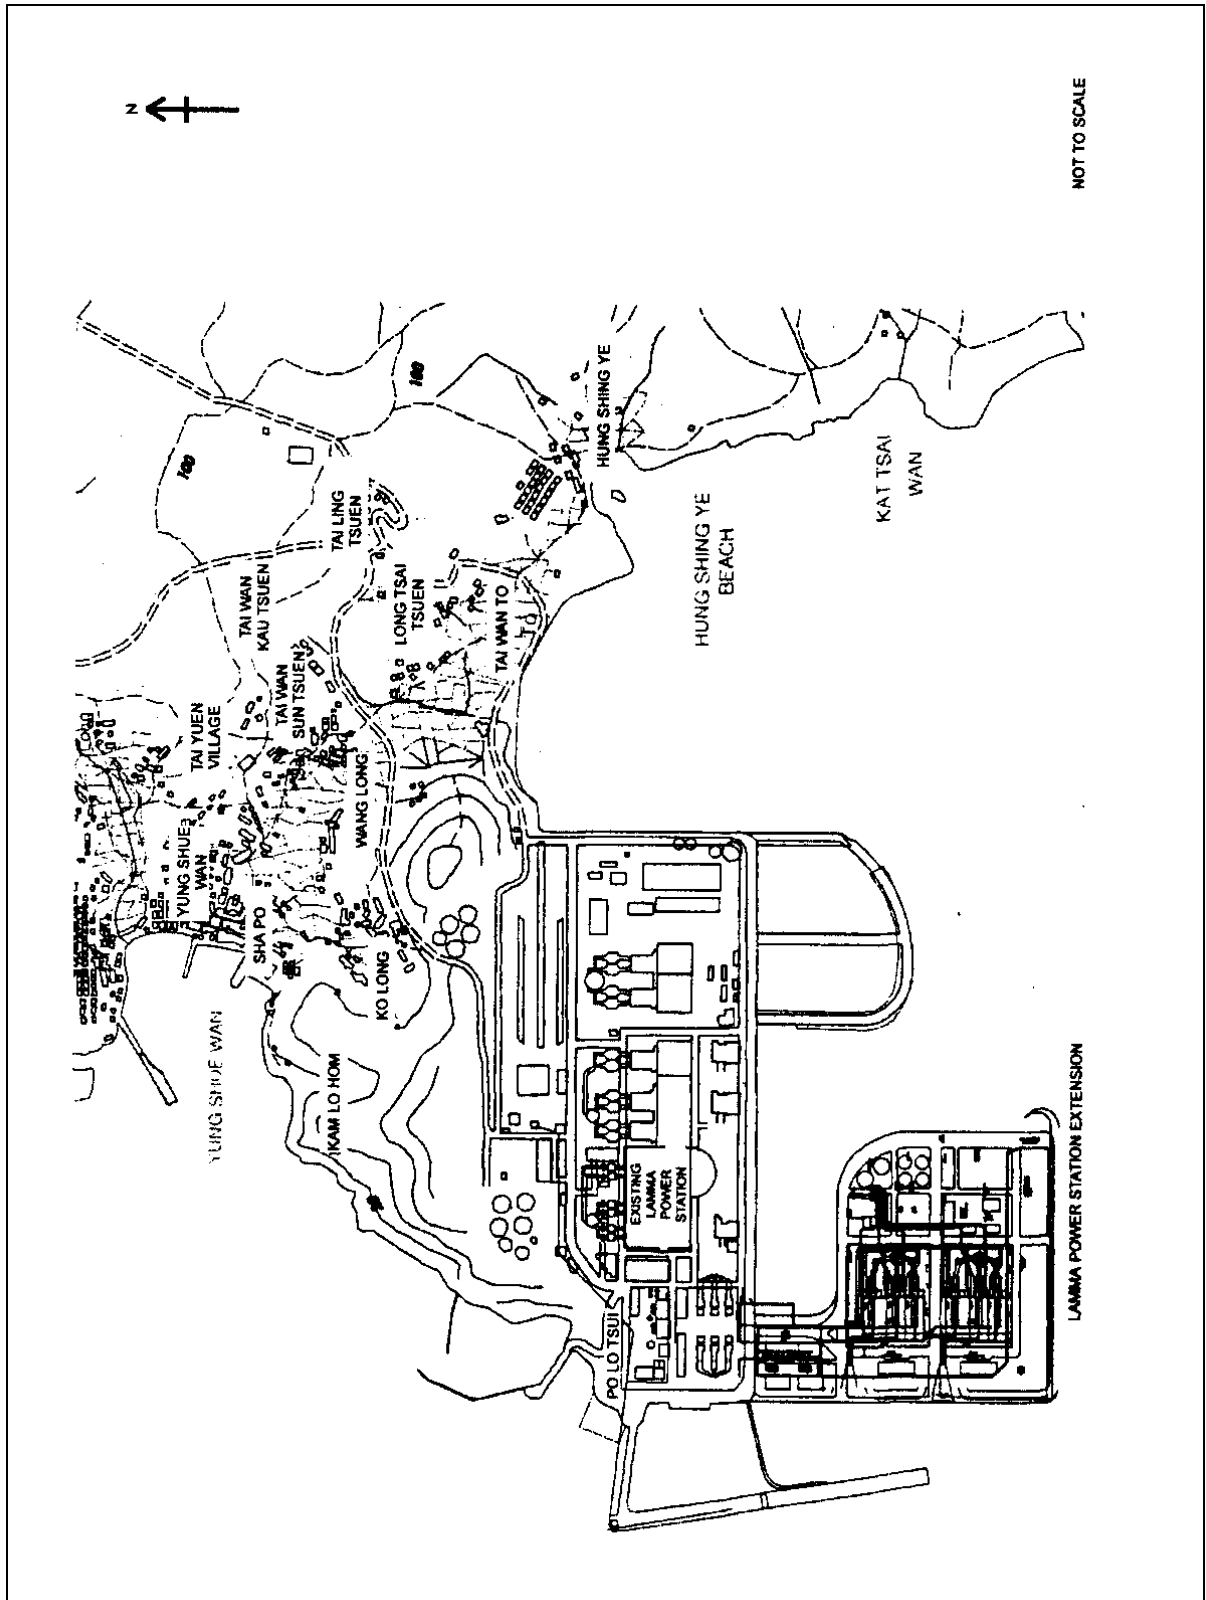 N
NOT TO SCALE
100
100
TAI LING
TSUEN
TAI WAN
KAU TSUEN
LONG TSAI
TSUEN
TAI WAN TO
HUNG SHING YE
KAT TSAI
WAN
HUNG SHING YE
BEACH
TAI YUEN
VILLAGE
TAI WAN
SUN TSUEN
WANG LONG
YUNG SHUE
WAN
SHA PO
KO LONG
YUNG SHUE WAN
KAM LO HOM
EXISTING
LAMMA
POWER
STATION
PO LO TSUI
LAMMA POWER STATION EXTENSION